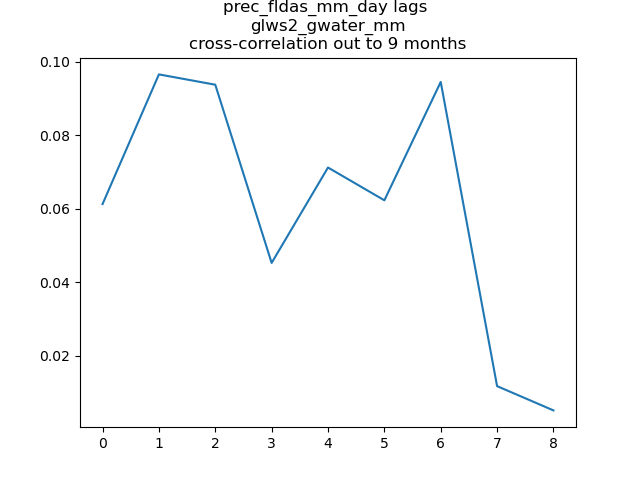 prec_fldas_mm_day lags
glws2_gwater_mm
cross-correlation out to 9 months
0.10
0.08
0.06
0.04
0.02
0 1 2 3 4 5 6 7 8